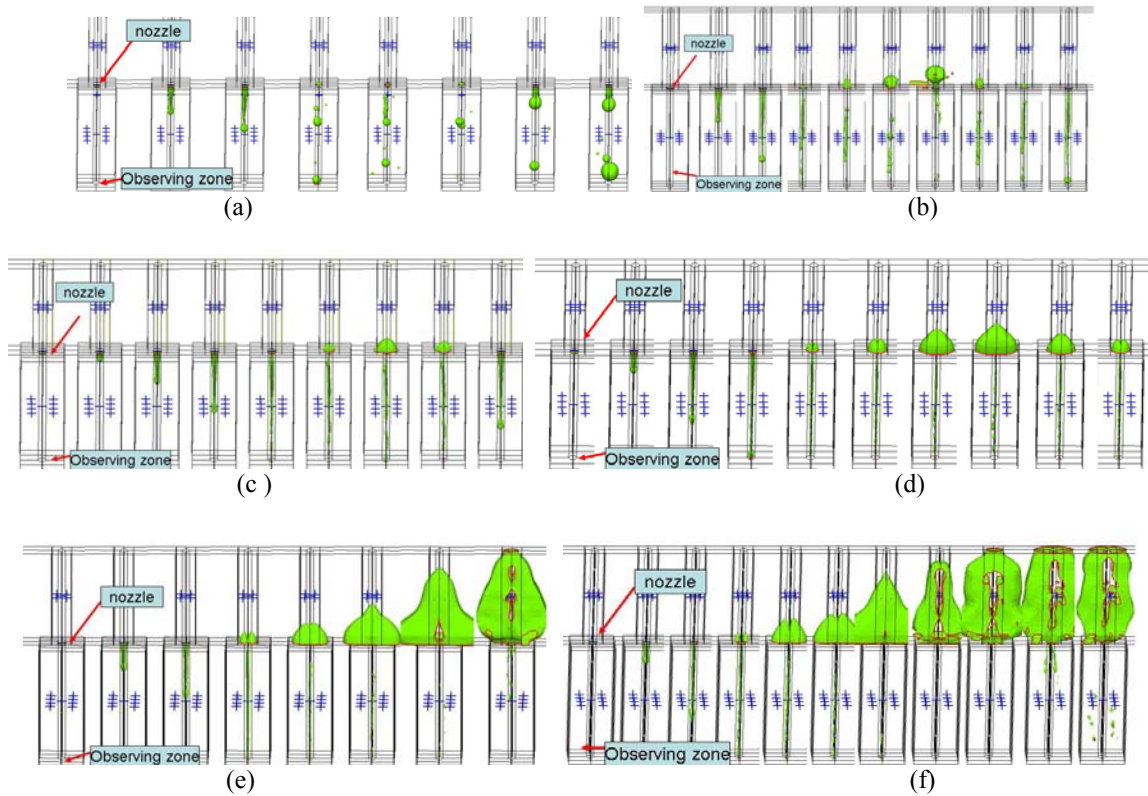 nozzle
Observing zone
(a)
nozzle
Observing zone
(b)
nozzle
Observing zone
(c )
nozzle
Observing zone
(d)
nozzle
Observing zone
(e)
nozzle
Observing zone
(f)